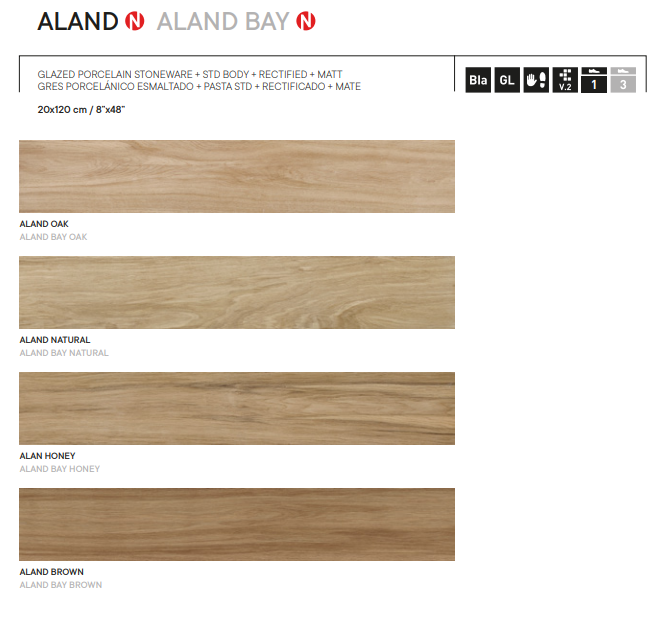 ALAND N ALAND BAY N
GLAZED PORCELAIN STONEWARE + STD BODY + RECTIFIED + MATT
GRES PORCELÁNICO ESMALTADO + PASTA STD + RECTIFICADO + MATE
BIa GL V.2 1 3
20x120 cm / 8"x48"
ALAND OAK
ALAND BAY OAK
ALAND NATURAL
ALAND BAY NATURAL
ALAN HONEY
ALAND BAY HONEY
ALAND BROWN
ALAND BAY BROWN